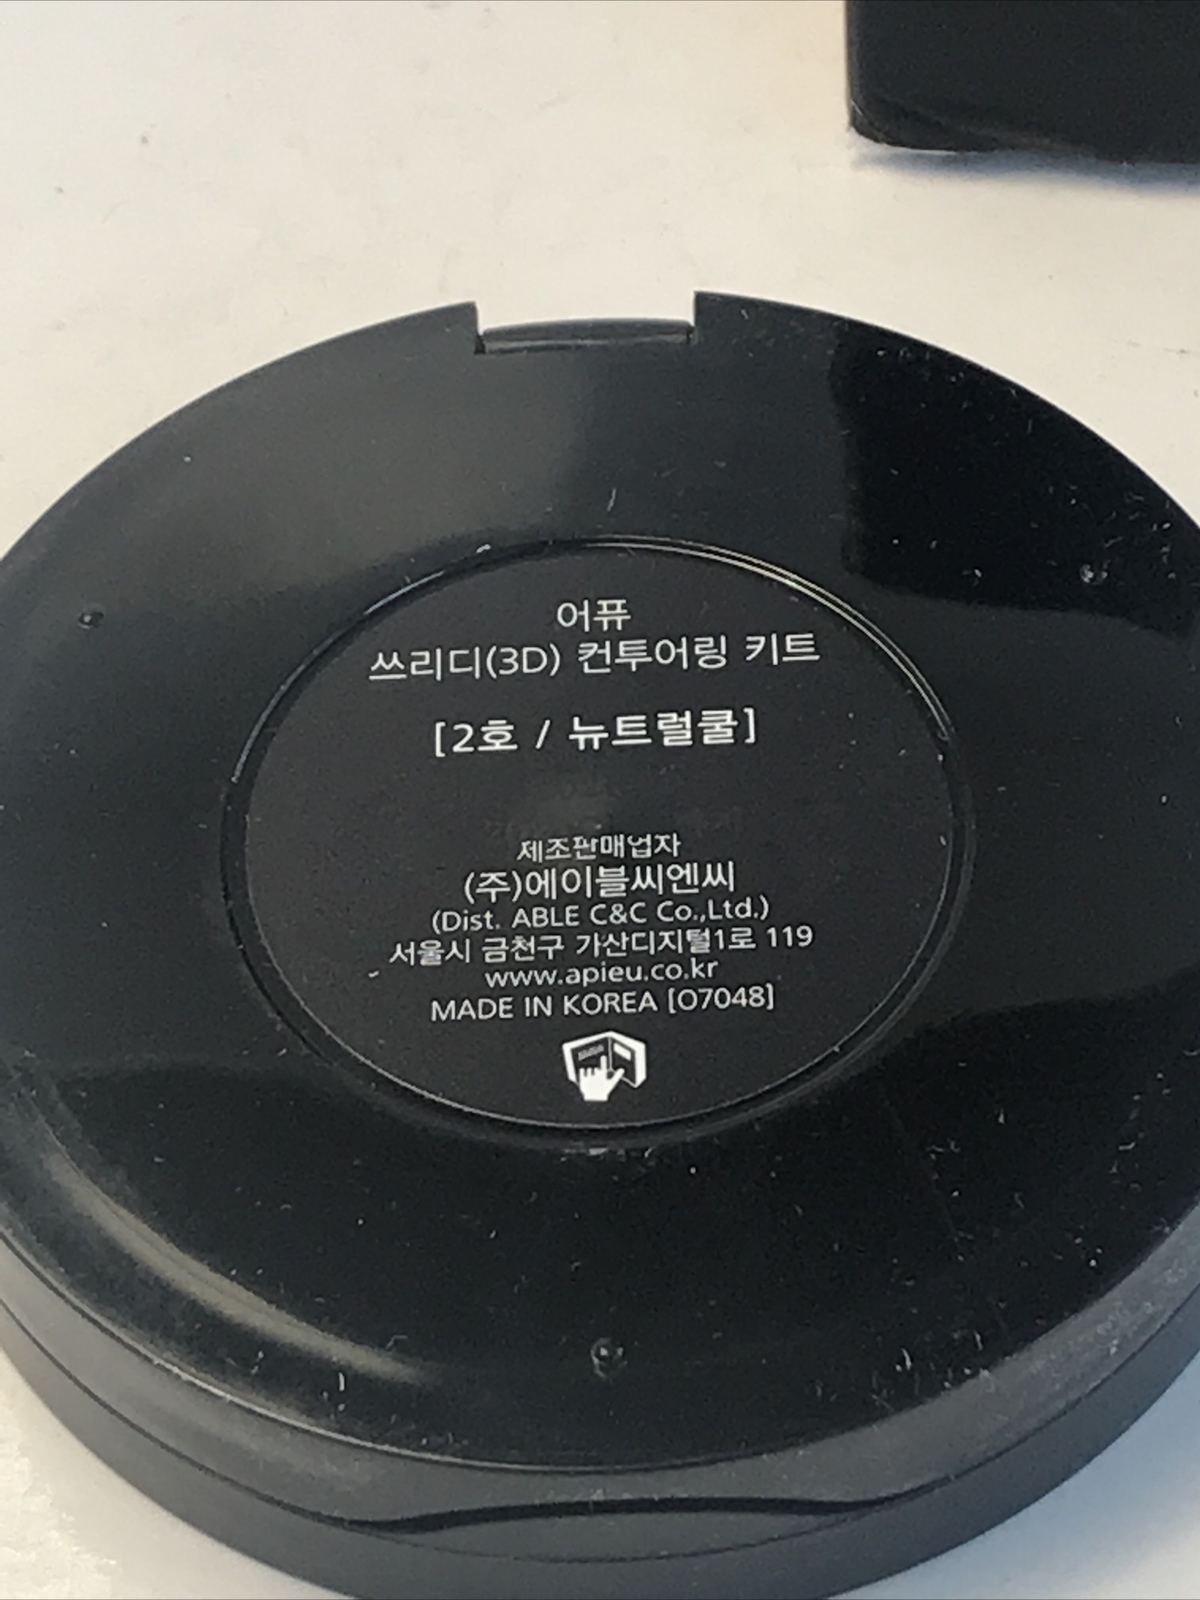 어퓨
쓰리디(3D) 컨투어링 키트
[2호 / 뉴트럴쿨]
제조판매업자
(주)에이블씨엔씨
(Dist. ABLE C&C Co.,Ltd.)
서울시 금천구 가산디지털1로 119
www.apieu.co.kr
MADE IN KOREA [O7048]